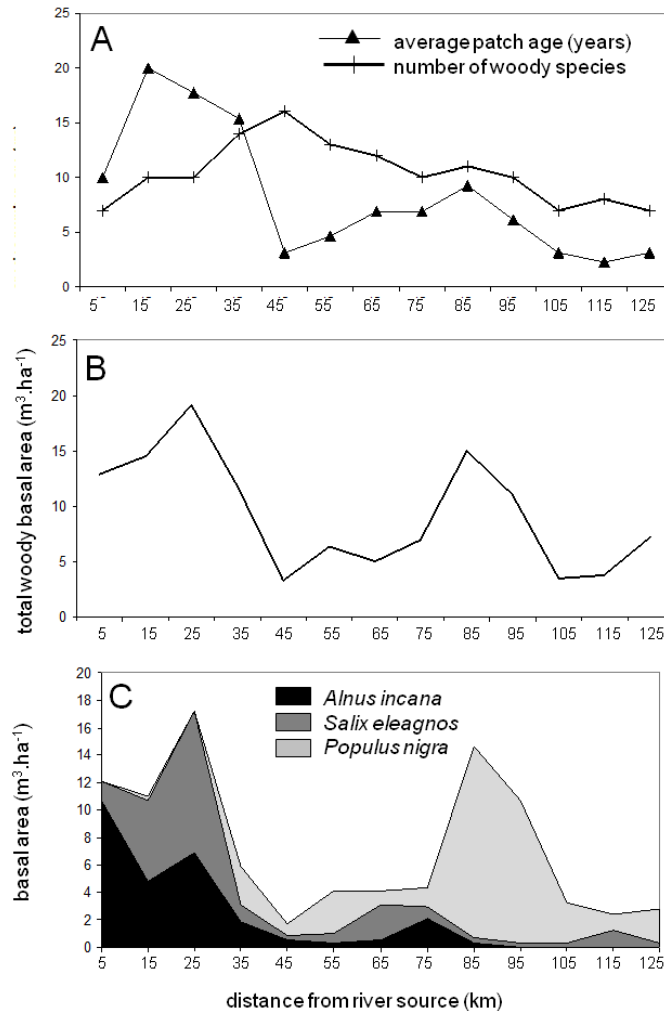 A
average patch age (years)
number of woody species
25
20
15
10
5
0
5 15 25 35 45 55 65 75 85 95 105 115 125
B
total woody basal area (m³.ha⁻¹)
25
20
15
10
5
0
5 15 25 35 45 55 65 75 85 95 105 115 125
C
Alnus incana
Salix eleagnos
Populus nigra
basal area (m³.ha⁻¹)
20
18
16
14
12
10
8
6
4
2
0
5 15 25 35 45 55 65 75 85 95 105 115 125
distance from river source (km)